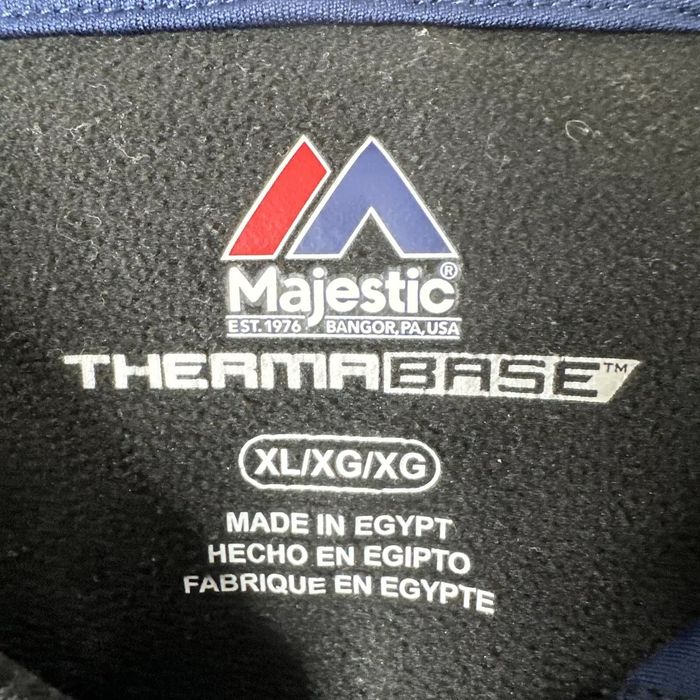 Majestic®
EST. 1976 BANGOR, PA, USA
THERMABASE™
XL/XG/XG
MADE IN EGYPT
HECHO EN EGIPTO
FABRIQUE EN EGYPTE